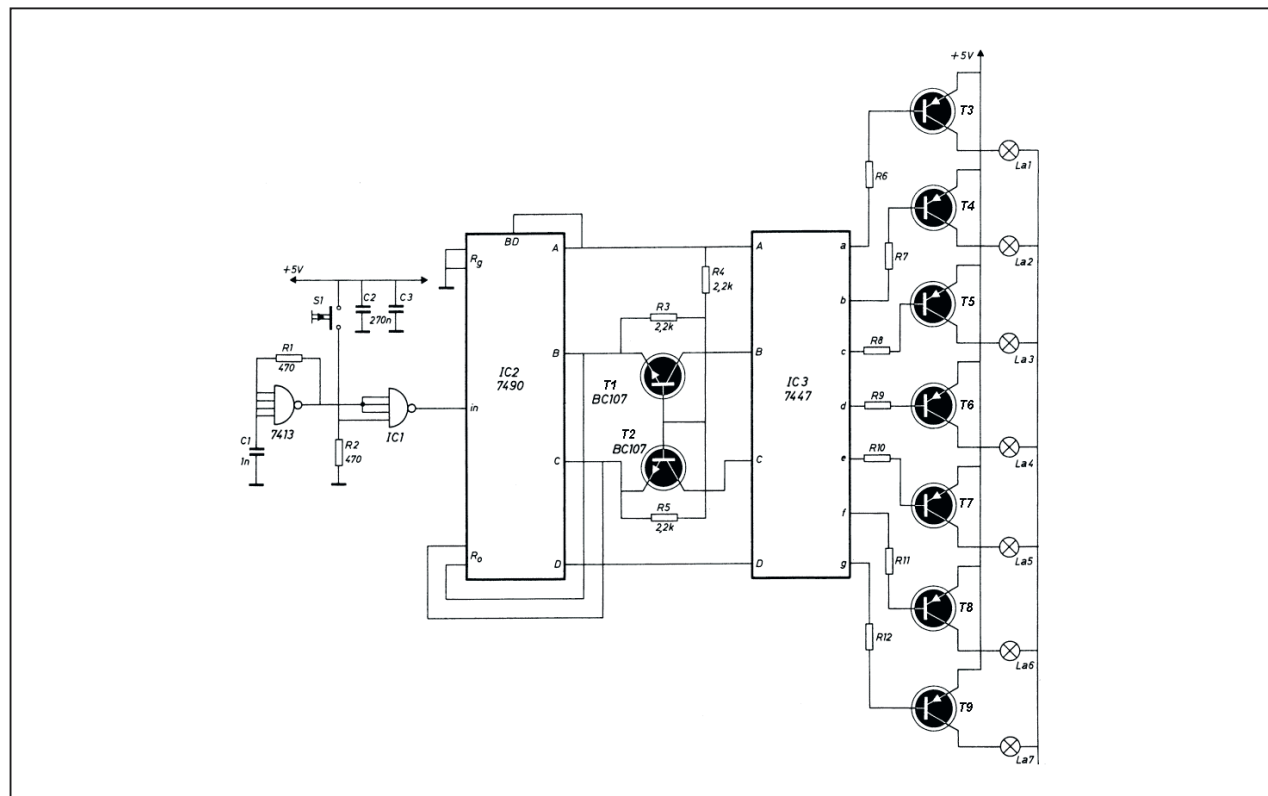 +5V
T3
R6
La1
T4
BD
A
A
a
R7
La2
Rg
+5V
R4
2,2k
S1
C2
C3
270n
R3
2,2k
b
T5
R1
470
B
B
c
R8
La3
IC2
7490
T1
BC107
IC3
7447
T6
in
d
R9
7413
IC1
T2
BC107
C1
1n
R2
470
C
C
e
R10
La4
R5
2,2k
T7
f
La5
Ro
R11
D
D
g
T8
R12
La6
T9
La7